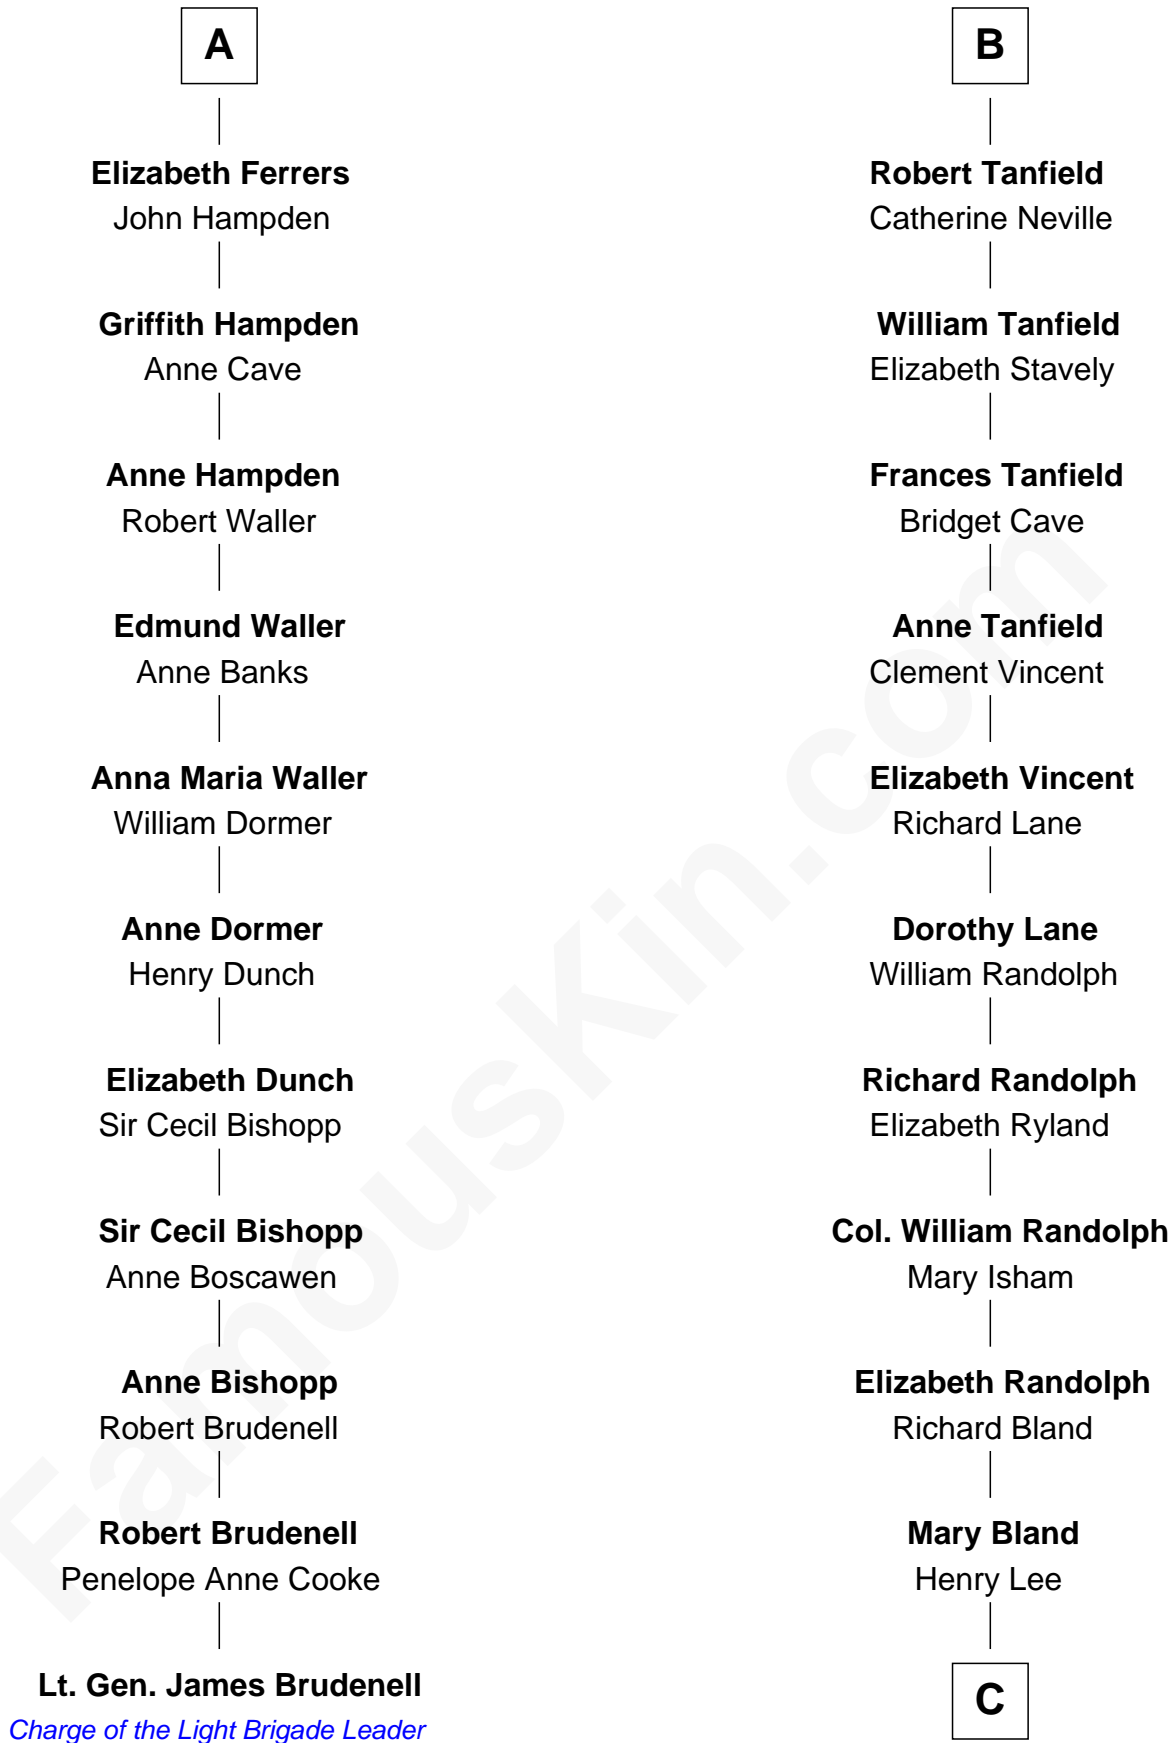 A
Elizabeth Ferrers
John Hampden
Griffith Hampden
Anne Cave
Anne Hampden
Robert Waller
Edmund Waller
Anne Banks
Anna Maria Waller
William Dormer
Anne Dormer
Henry Dunch
Elizabeth Dunch
Sir Cecil Bishopp
Sir Cecil Bishopp
Anne Boscawen
Anne Bishopp
Robert Brudenell
Robert Brudenell
Penelope Anne Cooke
Lt. Gen. James Brudenell
Charge of the Light Brigade Leader
B
Robert Tanfield
Catherine Neville
William Tanfield
Elizabeth Stavely
Frances Tanfield
Bridget Cave
Anne Tanfield
Clement Vincent
Elizabeth Vincent
Richard Lane
Dorothy Lane
William Randolph
Richard Randolph
Elizabeth Ryland
Col. William Randolph
Mary Isham
Elizabeth Randolph
Richard Bland
Mary Bland
Henry Lee
C
FamousKin.com